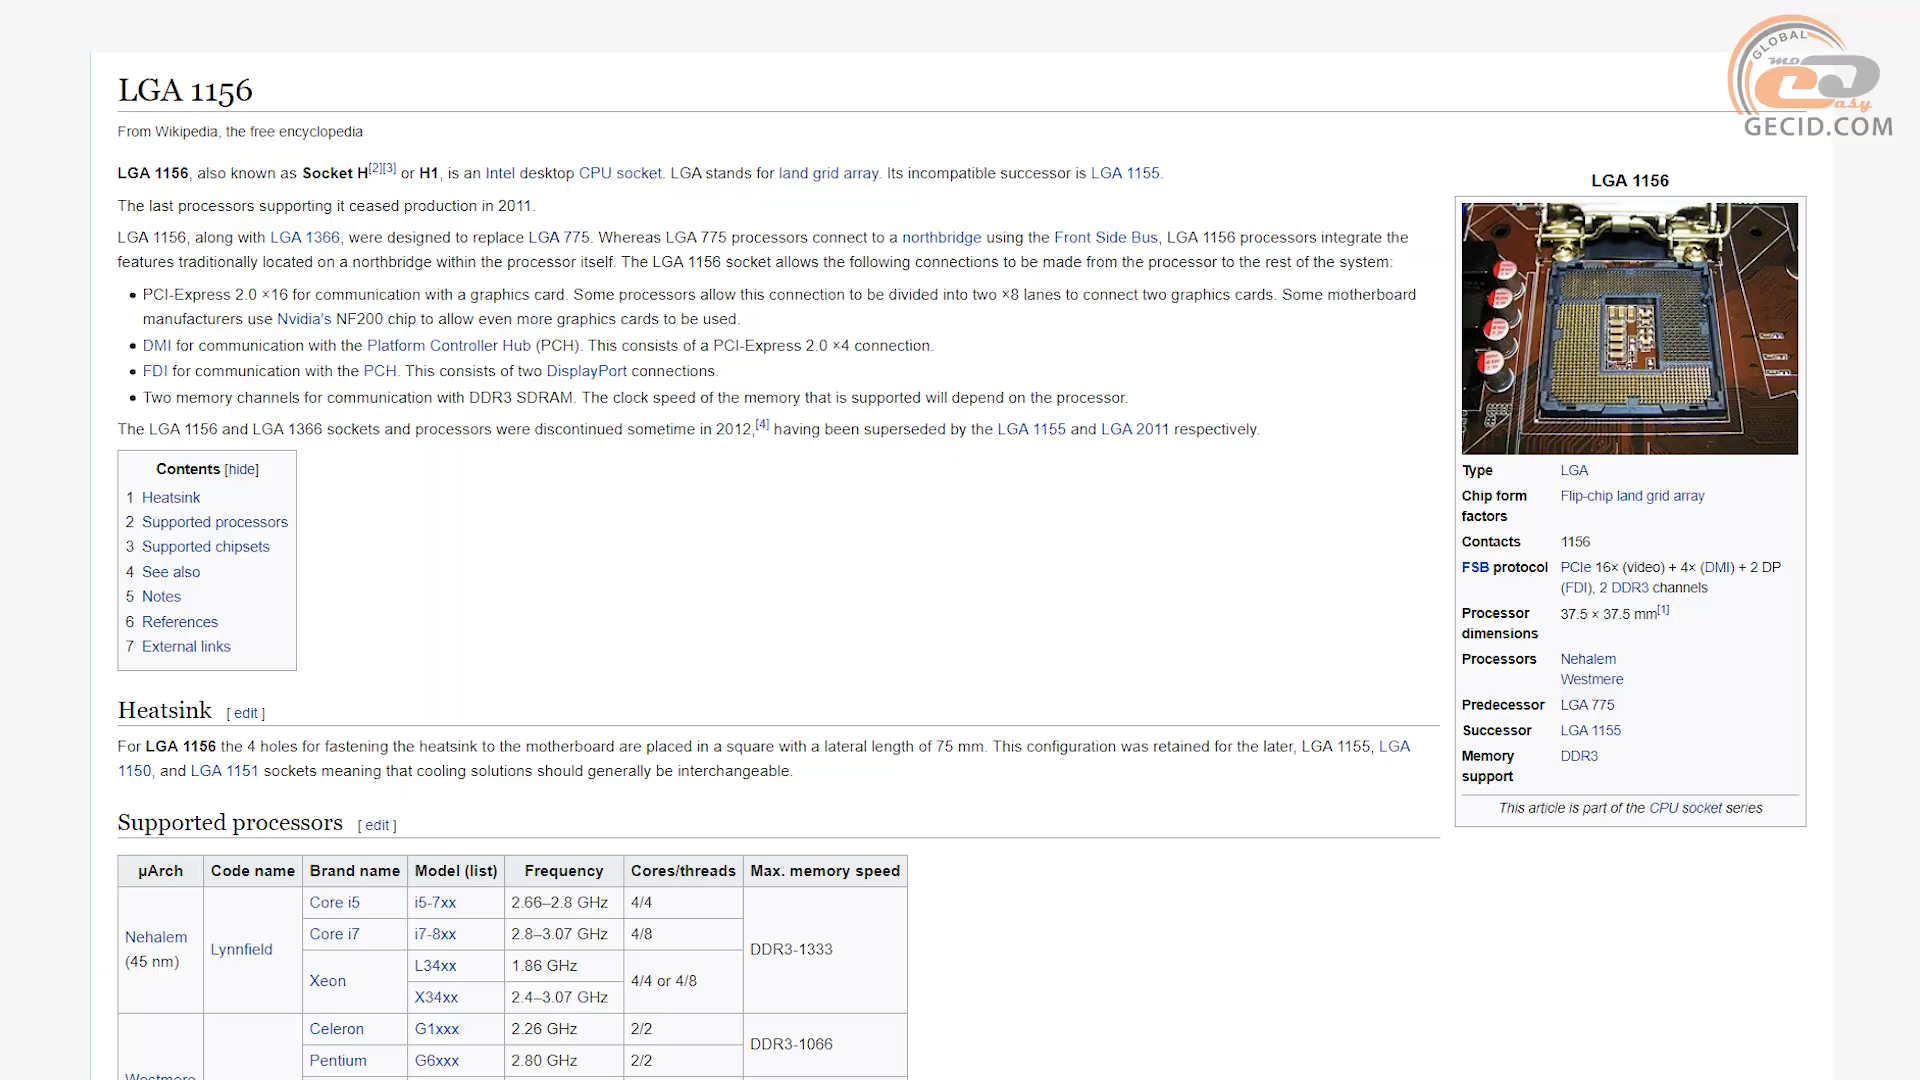 GLOBAL
mo
asy
GECID.COM
LGA 1156
From Wikipedia, the free encyclopedia
LGA 1156, also known as Socket H[2][3] or H1, is an Intel desktop CPU socket. LGA stands for land grid array. Its incompatible successor is LGA 1155.
The last processors supporting it ceased production in 2011.
LGA 1156, along with LGA 1366, were designed to replace LGA 775. Whereas LGA 775 processors connect to a northbridge using the Front Side Bus, LGA 1156 processors integrate the
features traditionally located on a northbridge within the processor itself. The LGA 1156 socket allows the following connections to be made from the processor to the rest of the system:
• PCI-Express 2.0 ×16 for communication with a graphics card. Some processors allow this connection to be divided into two ×8 lanes to connect two graphics cards. Some motherboard
manufacturers use Nvidia's NF200 chip to allow even more graphics cards to be used.
• DMI for communication with the Platform Controller Hub (PCH). This consists of a PCI-Express 2.0 ×4 connection.
• FDI for communication with the PCH. This consists of two DisplayPort connections.
• Two memory channels for communication with DDR3 SDRAM. The clock speed of the memory that is supported will depend on the processor.
The LGA 1156 and LGA 1366 sockets and processors were discontinued sometime in 2012,[4] having been superseded by the LGA 1155 and LGA 2011 respectively.
Contents [hide]
1 Heatsink
2 Supported processors
3 Supported chipsets
4 See also
5 Notes
6 References
7 External links
Heatsink [ edit ]
For LGA 1156 the 4 holes for fastening the heatsink to the motherboard are placed in a square with a lateral length of 75 mm. This configuration was retained for the later, LGA 1155, LGA
1150, and LGA 1151 sockets meaning that cooling solutions should generally be interchangeable.
Supported processors [ edit ]
μArch Code name Brand name Model (list) Frequency Cores/threads Max. memory speed
Nehalem
(45 nm)
Lynnfield
Core i5 i5-7xx 2.66–2.8 GHz 4/4
Core i7 i7-8xx 2.8–3.07 GHz 4/8
Xeon
L34xx 1.86 GHz
X34xx 2.4–3.07 GHz
4/4 or 4/8
DDR3-1333
Westmere
Celeron G1xxx 2.26 GHz 2/2
Pentium G6xxx 2.80 GHz 2/2
DDR3-1066
LGA 1156
Type LGA
Chip form
factors
Flip-chip land grid array
Contacts 1156
FSB protocol PCIe 16× (video) + 4× (DMI) + 2 DP
(FDI), 2 DDR3 channels
Processor
dimensions
37.5 × 37.5 mm[1]
Processors Nehalem
Westmere
Predecessor LGA 775
Successor LGA 1155
Memory
support
DDR3
This article is part of the CPU socket series